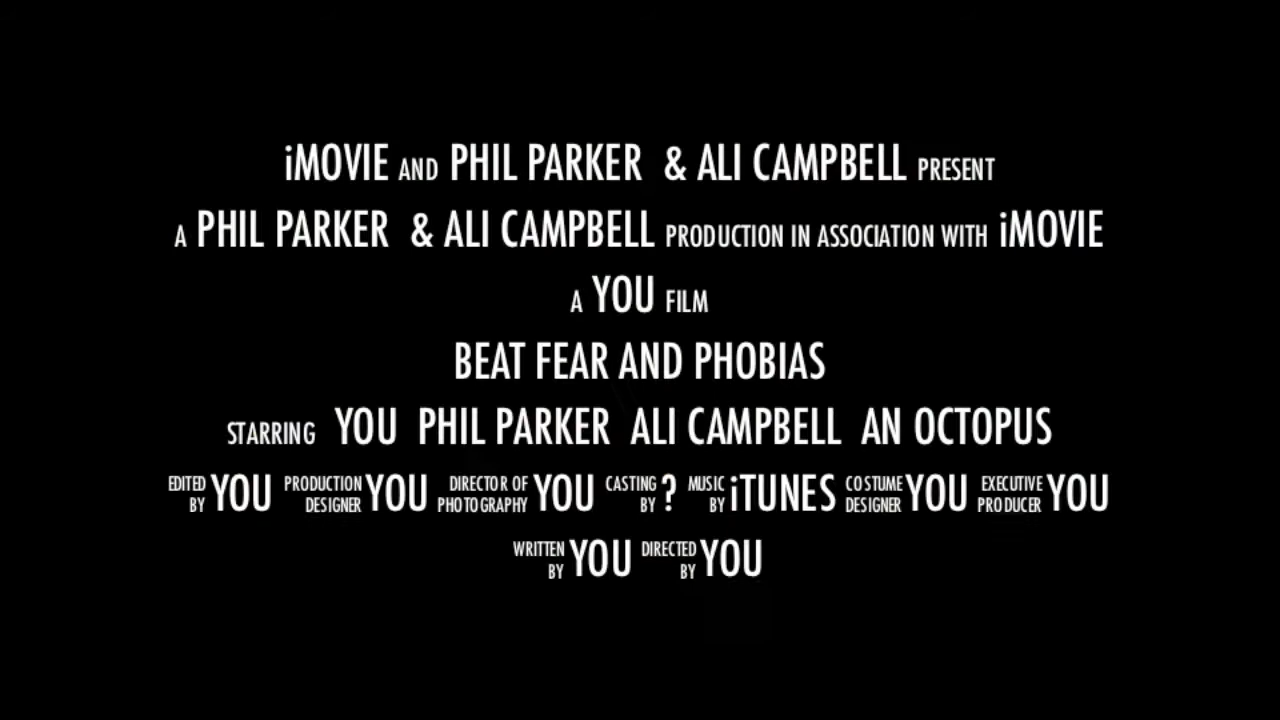 iMOVIE AND PHIL PARKER & ALI CAMPBELL PRESENT
A PHIL PARKER & ALI CAMPBELL PRODUCTION IN ASSOCIATION WITH iMOVIE
A YOU FILM
BEAT FEAR AND PHOBIAS
STARRING YOU PHIL PARKER ALI CAMPBELL AN OCTOPUS
EDITED BY YOU PRODUCTION DESIGNER YOU DIRECTOR OF PHOTOGRAPHY YOU CASTING BY ? MUSIC BY iTUNES COSTUME DESIGNER YOU EXECUTIVE PRODUCER YOU
WRITTEN BY YOU DIRECTED BY YOU